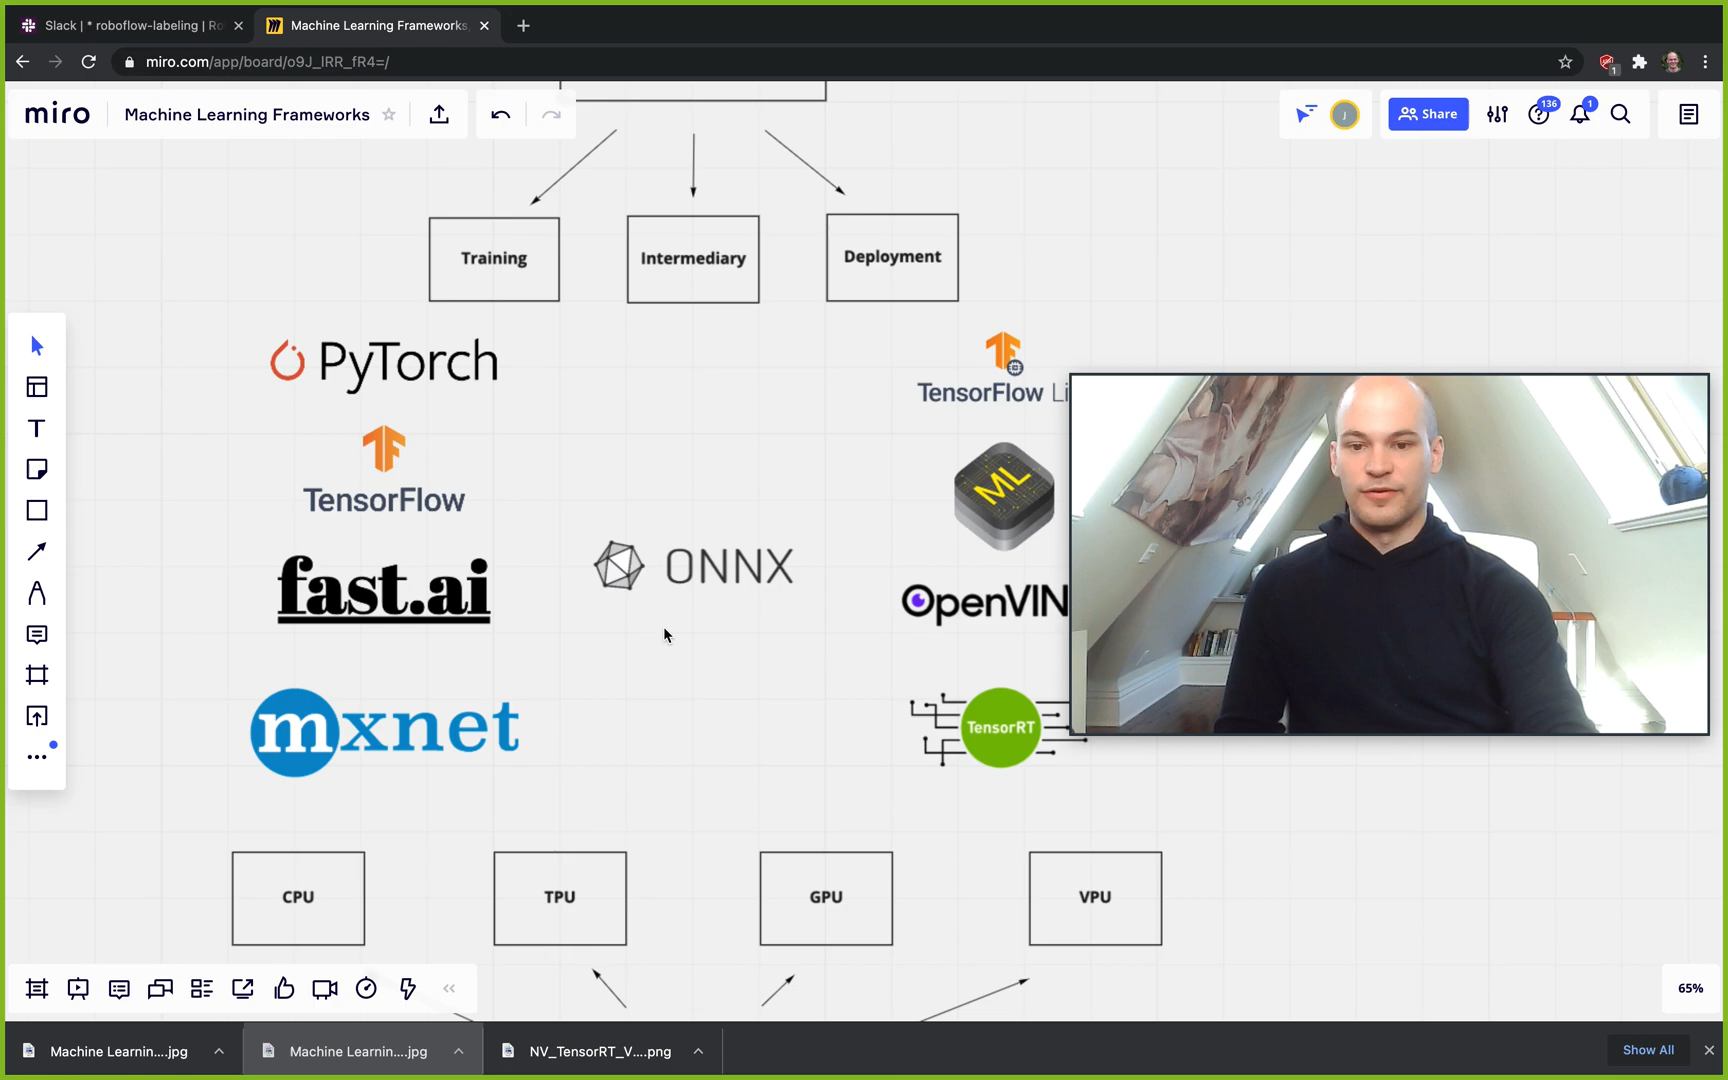 Slack | * roboflow-labeling | Ro
Machine Learning Frameworks,
miro.com/app/board/o9J_lRR_fR4=/
1
miro
Machine Learning Frameworks
J
Share
136
1
Training
Intermediary
Deployment
PyTorch
TensorFlow Li
TensorFlow
ML
fast.ai
ONNX
OpenVIN
mxnet
TensorRT
CPU
TPU
GPU
VPU
65%
Machine Learnin....jpg
Machine Learnin....jpg
NV_TensorRT_V....png
Show All